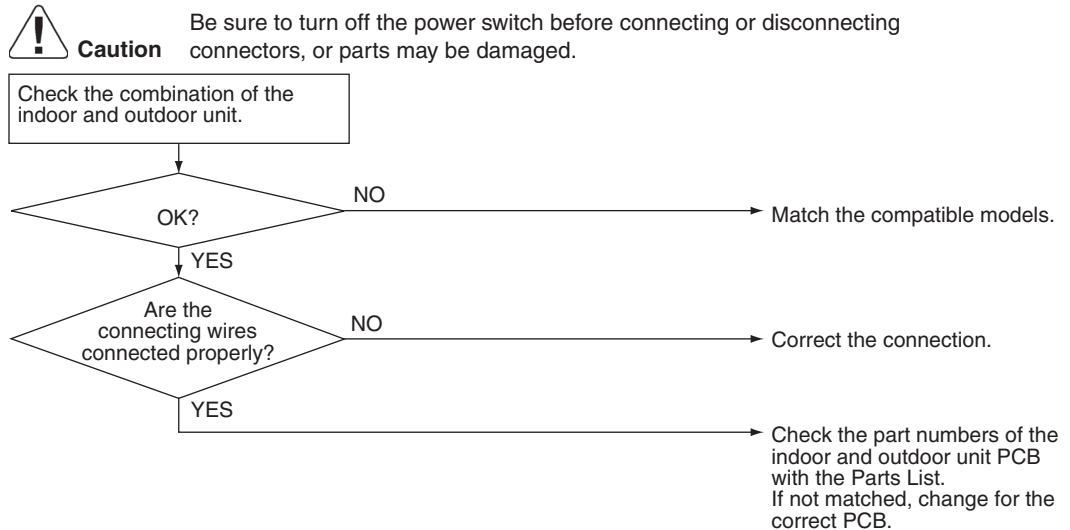 Be sure to turn off the power switch before connecting or disconnecting
Caution connectors, or parts may be damaged.
Check the combination of the
indoor and outdoor unit.
OK?
NO
Match the compatible models.
YES
Are the
connecting wires
connected properly?
NO
Correct the connection.
YES
Check the part numbers of the
indoor and outdoor unit PCB
with the Parts List.
If not matched, change for the
correct PCB.